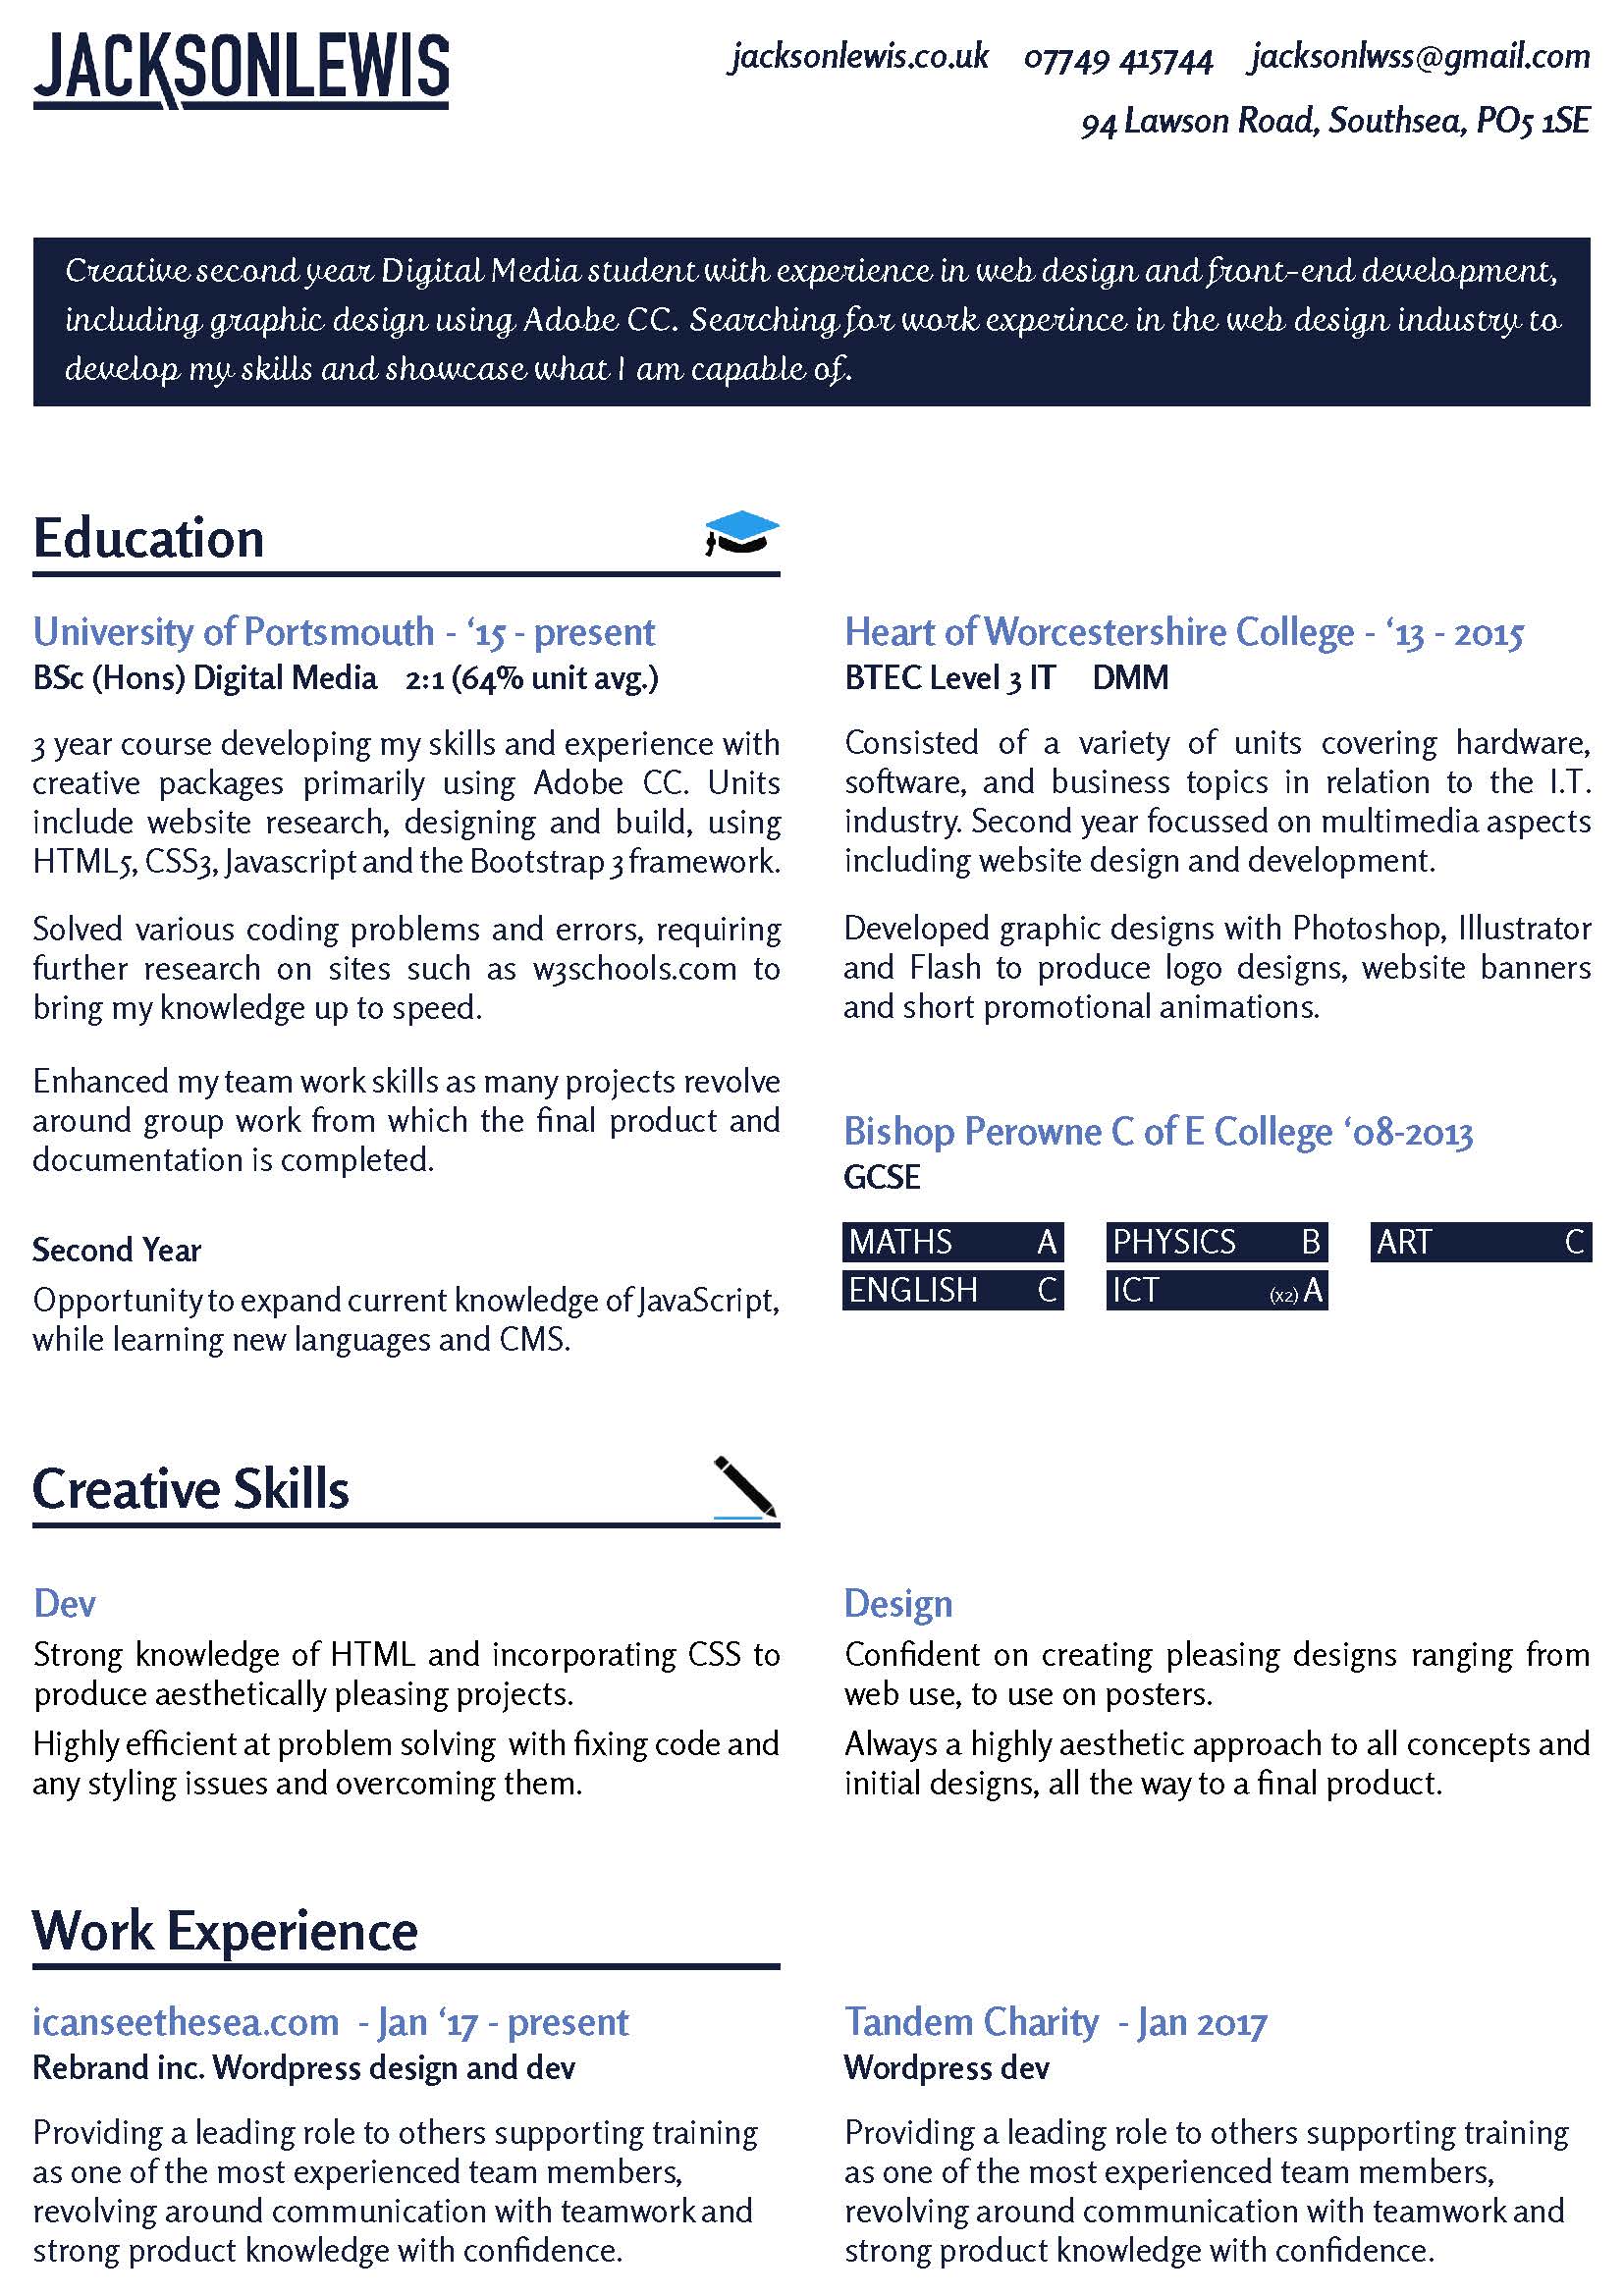 JACKSONLEWIS
jacksonlewis.co.uk 07749 415744 jacksonlwss@gmail.com
94 Lawson Road, Southsea, PO5 1SE
Creative second year Digital Media student with experience in web design and front-end development,
including graphic design using Adobe CC. Searching for work experince in the web design industry to
develop my skills and showcase what I am capable of.
Education
University of Portsmouth - ‘15 - present
BSc (Hons) Digital Media 2:1 (64% unit avg.)
3 year course developing my skills and experience with
creative packages primarily using Adobe CC. Units
include website research, designing and build, using
HTML5, CSS3, Javascript and the Bootstrap 3 framework.
Solved various coding problems and errors, requiring
further research on sites such as w3schools.com to
bring my knowledge up to speed.
Enhanced my team work skills as many projects revolve
around group work from which the final product and
documentation is completed.
Second Year
Opportunity to expand current knowledge of JavaScript,
while learning new languages and CMS.
Heart of Worcestershire College - ‘13 - 2015
BTEC Level 3 IT DMM
Consisted of a variety of units covering hardware,
software, and business topics in relation to the I.T.
industry. Second year focussed on multimedia aspects
including website design and development.
Developed graphic designs with Photoshop, Illustrator
and Flash to produce logo designs, website banners
and short promotional animations.
Bishop Perowne C of E College ‘08-2013
GCSE
MATHS A PHYSICS B ART C
ENGLISH C ICT (x2) A
Creative Skills
Dev
Strong knowledge of HTML and incorporating CSS to
produce aesthetically pleasing projects.
Highly efficient at problem solving with fixing code and
any styling issues and overcoming them.
Design
Confident on creating pleasing designs ranging from
web use, to use on posters.
Always a highly aesthetic approach to all concepts and
initial designs, all the way to a final product.
Work Experience
icanseethesea.com - Jan ‘17 - present
Rebrand inc. Wordpress design and dev
Providing a leading role to others supporting training
as one of the most experienced team members,
revolving around communication with teamwork and
strong product knowledge with confidence.
Tandem Charity - Jan 2017
Wordpress dev
Providing a leading role to others supporting training
as one of the most experienced team members,
revolving around communication with teamwork and
strong product knowledge with confidence.